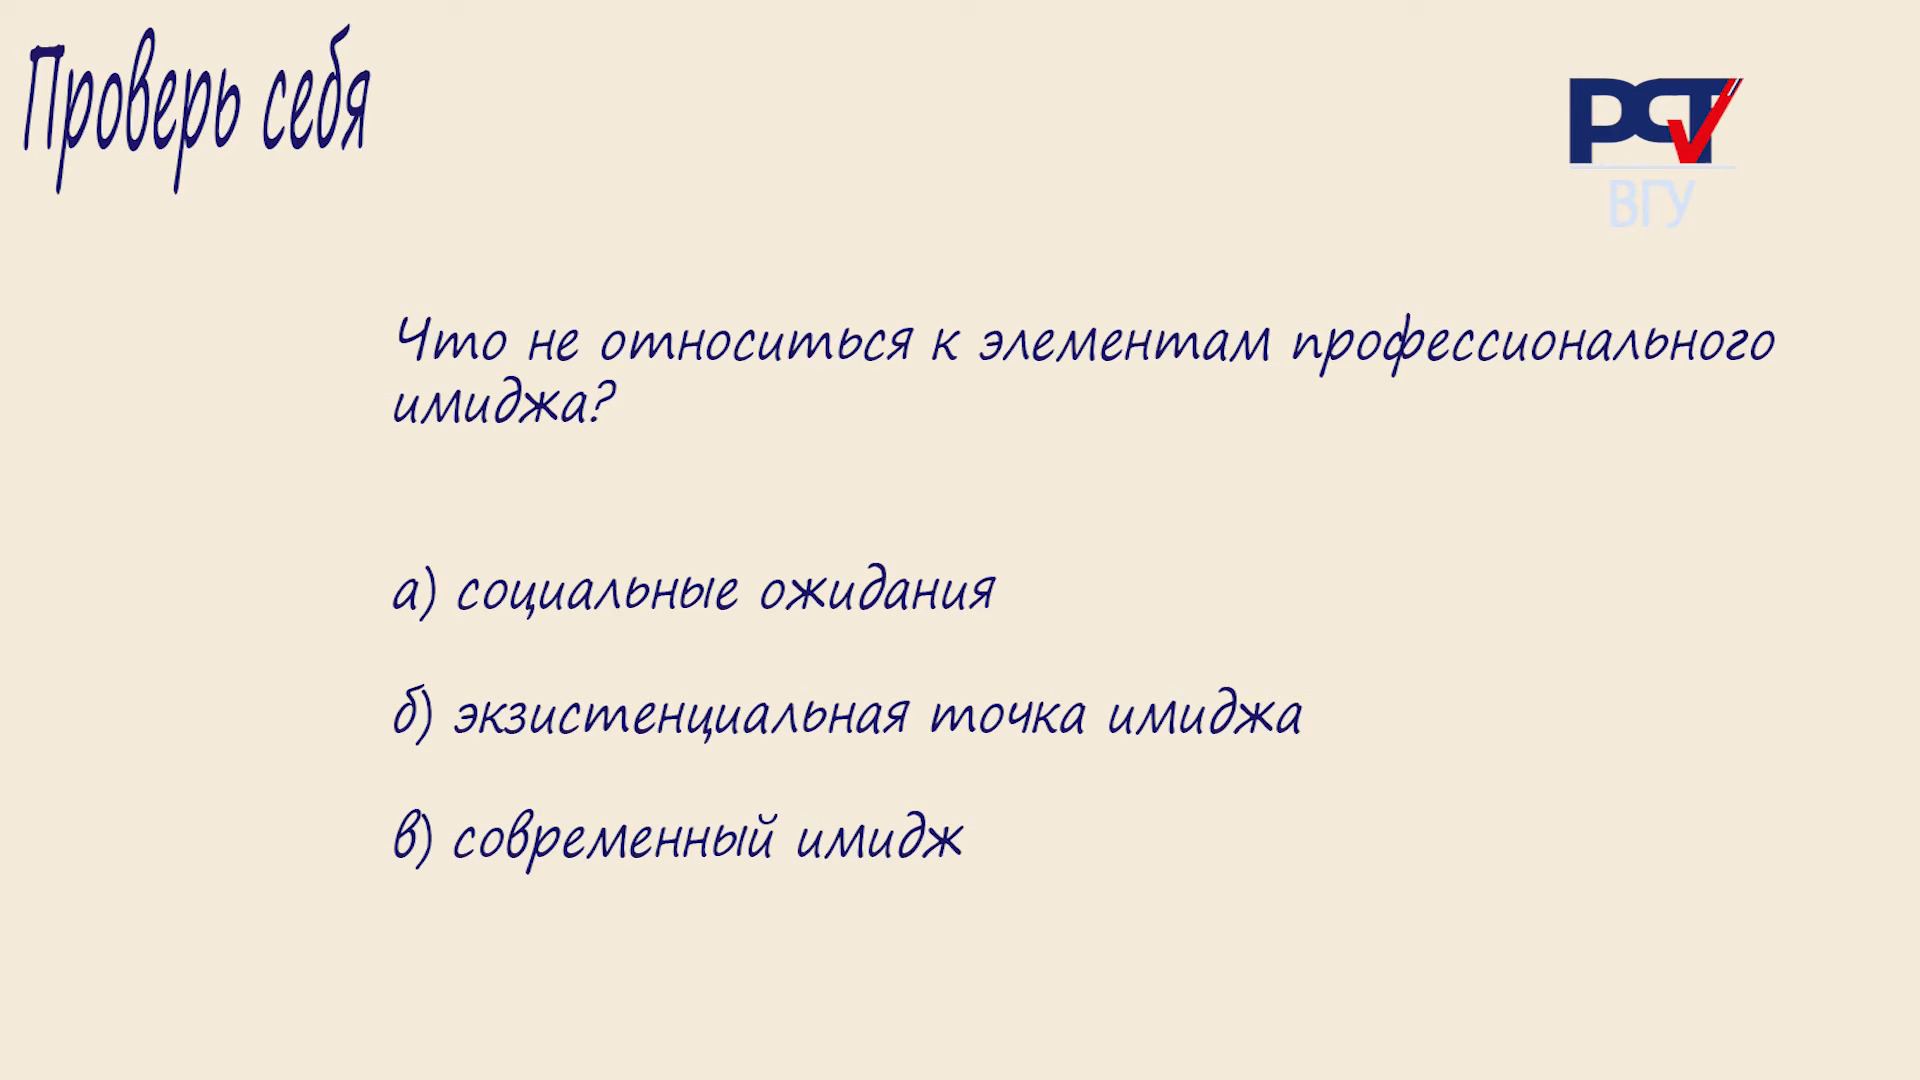 Проверь себя
РСТ
ВГУ
Что не относиться к элементам профессионального
имиджа?
а) социальные ожидания
б) экзистенциальная точка имиджа
в) современный имидж